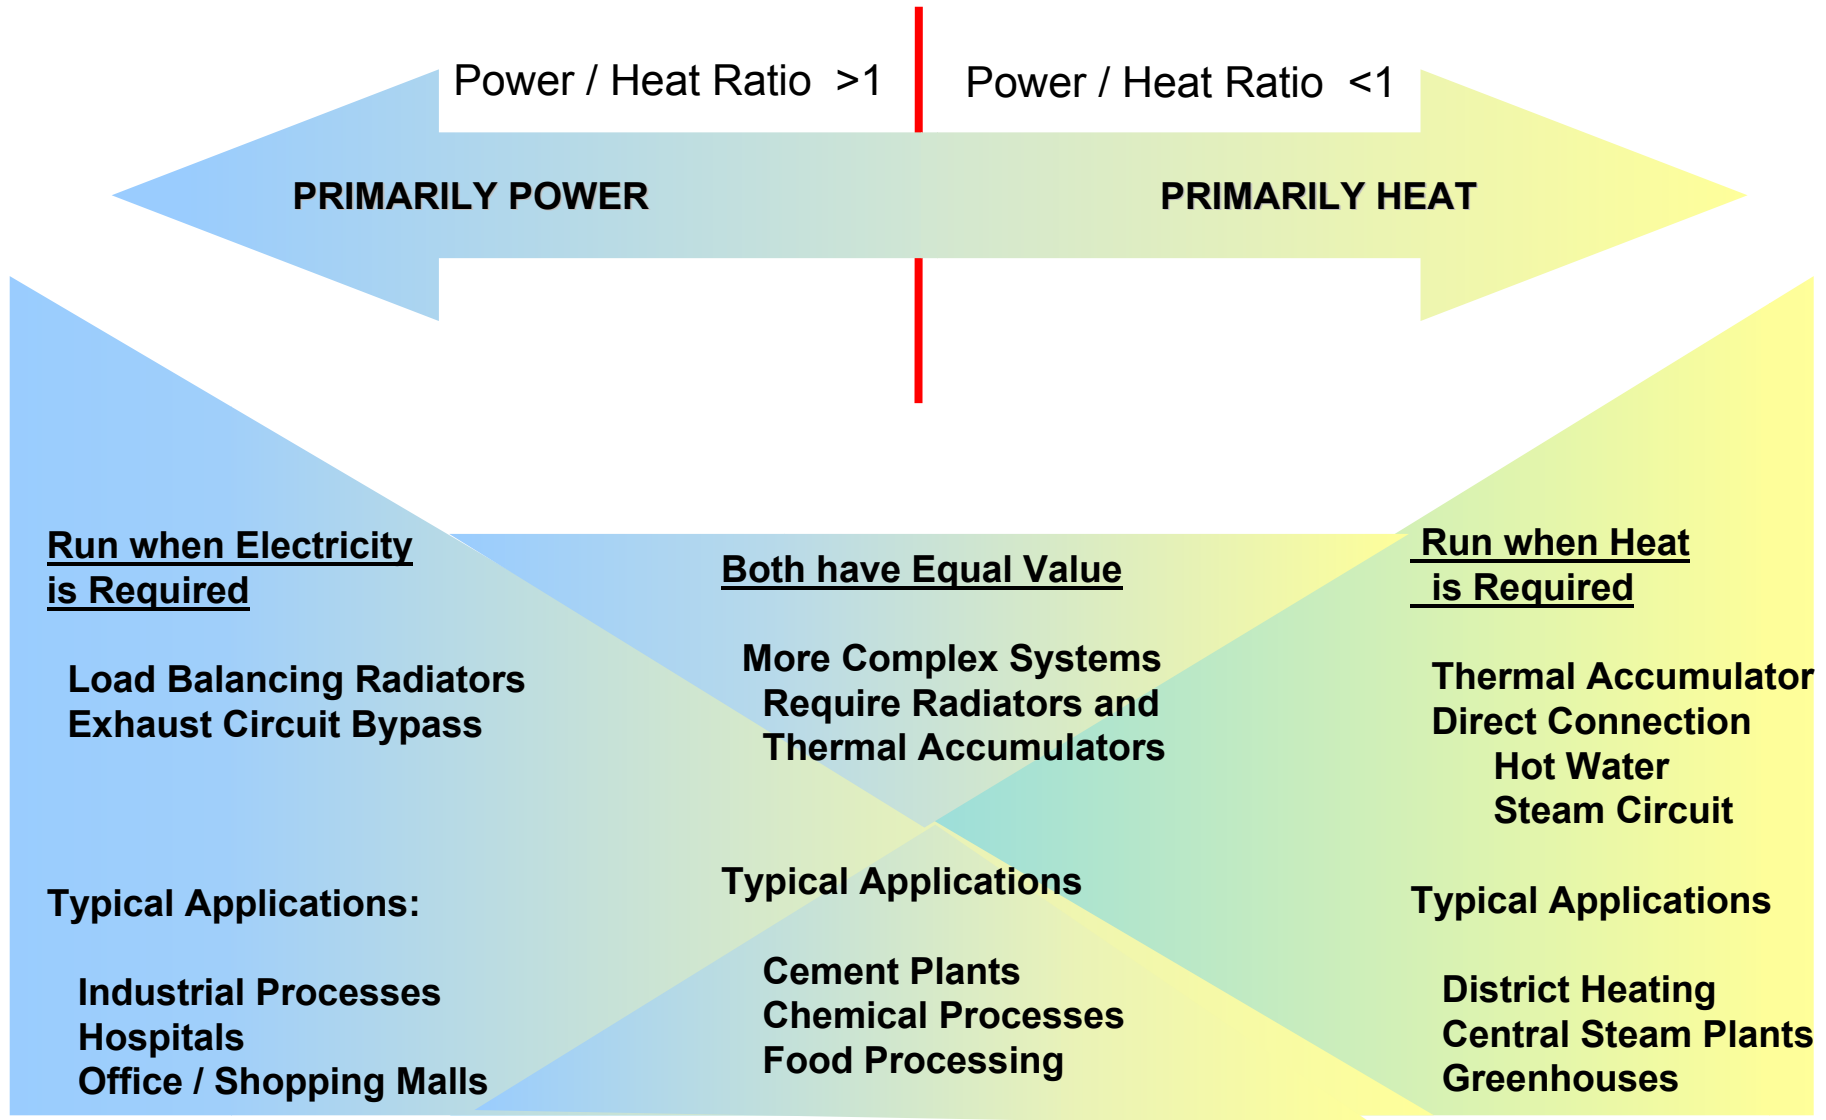 Power / Heat Ratio >1
Power / Heat Ratio <1
PRIMARILY POWER
PRIMARILY HEAT
Run when Electricity
is Required
Load Balancing Radiators
Exhaust Circuit Bypass
Typical Applications:
Industrial Processes
Hospitals
Office / Shopping Malls
Both have Equal Value
More Complex Systems
Require Radiators and
Thermal Accumulators
Typical Applications
Cement Plants
Chemical Processes
Food Processing
Run when Heat
is Required
Thermal Accumulator
Direct Connection
Hot Water
Steam Circuit
Typical Applications
District Heating
Central Steam Plants
Greenhouses